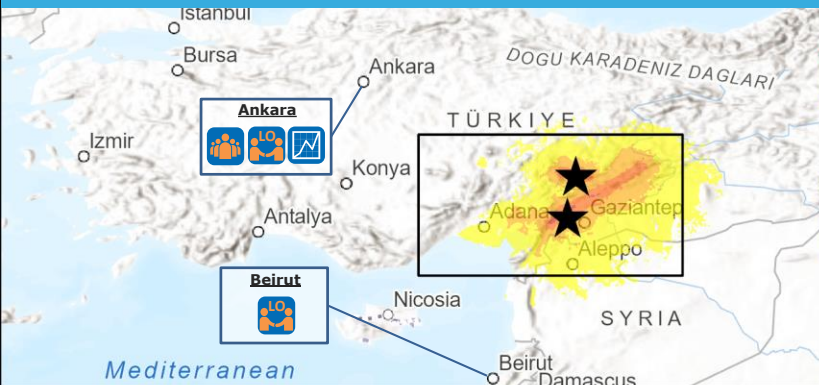 Istanbul
Bursa
Ankara
DOGU KARADENIZ DAGLARI
Ankara
LO
TÜRKIYE
Izmir
Konya
Adana
Gaziantep
Antalya
Aleppo
Beirut
LO
Nicosia
SYRIA
Mediterranean
Beirut
Damascus